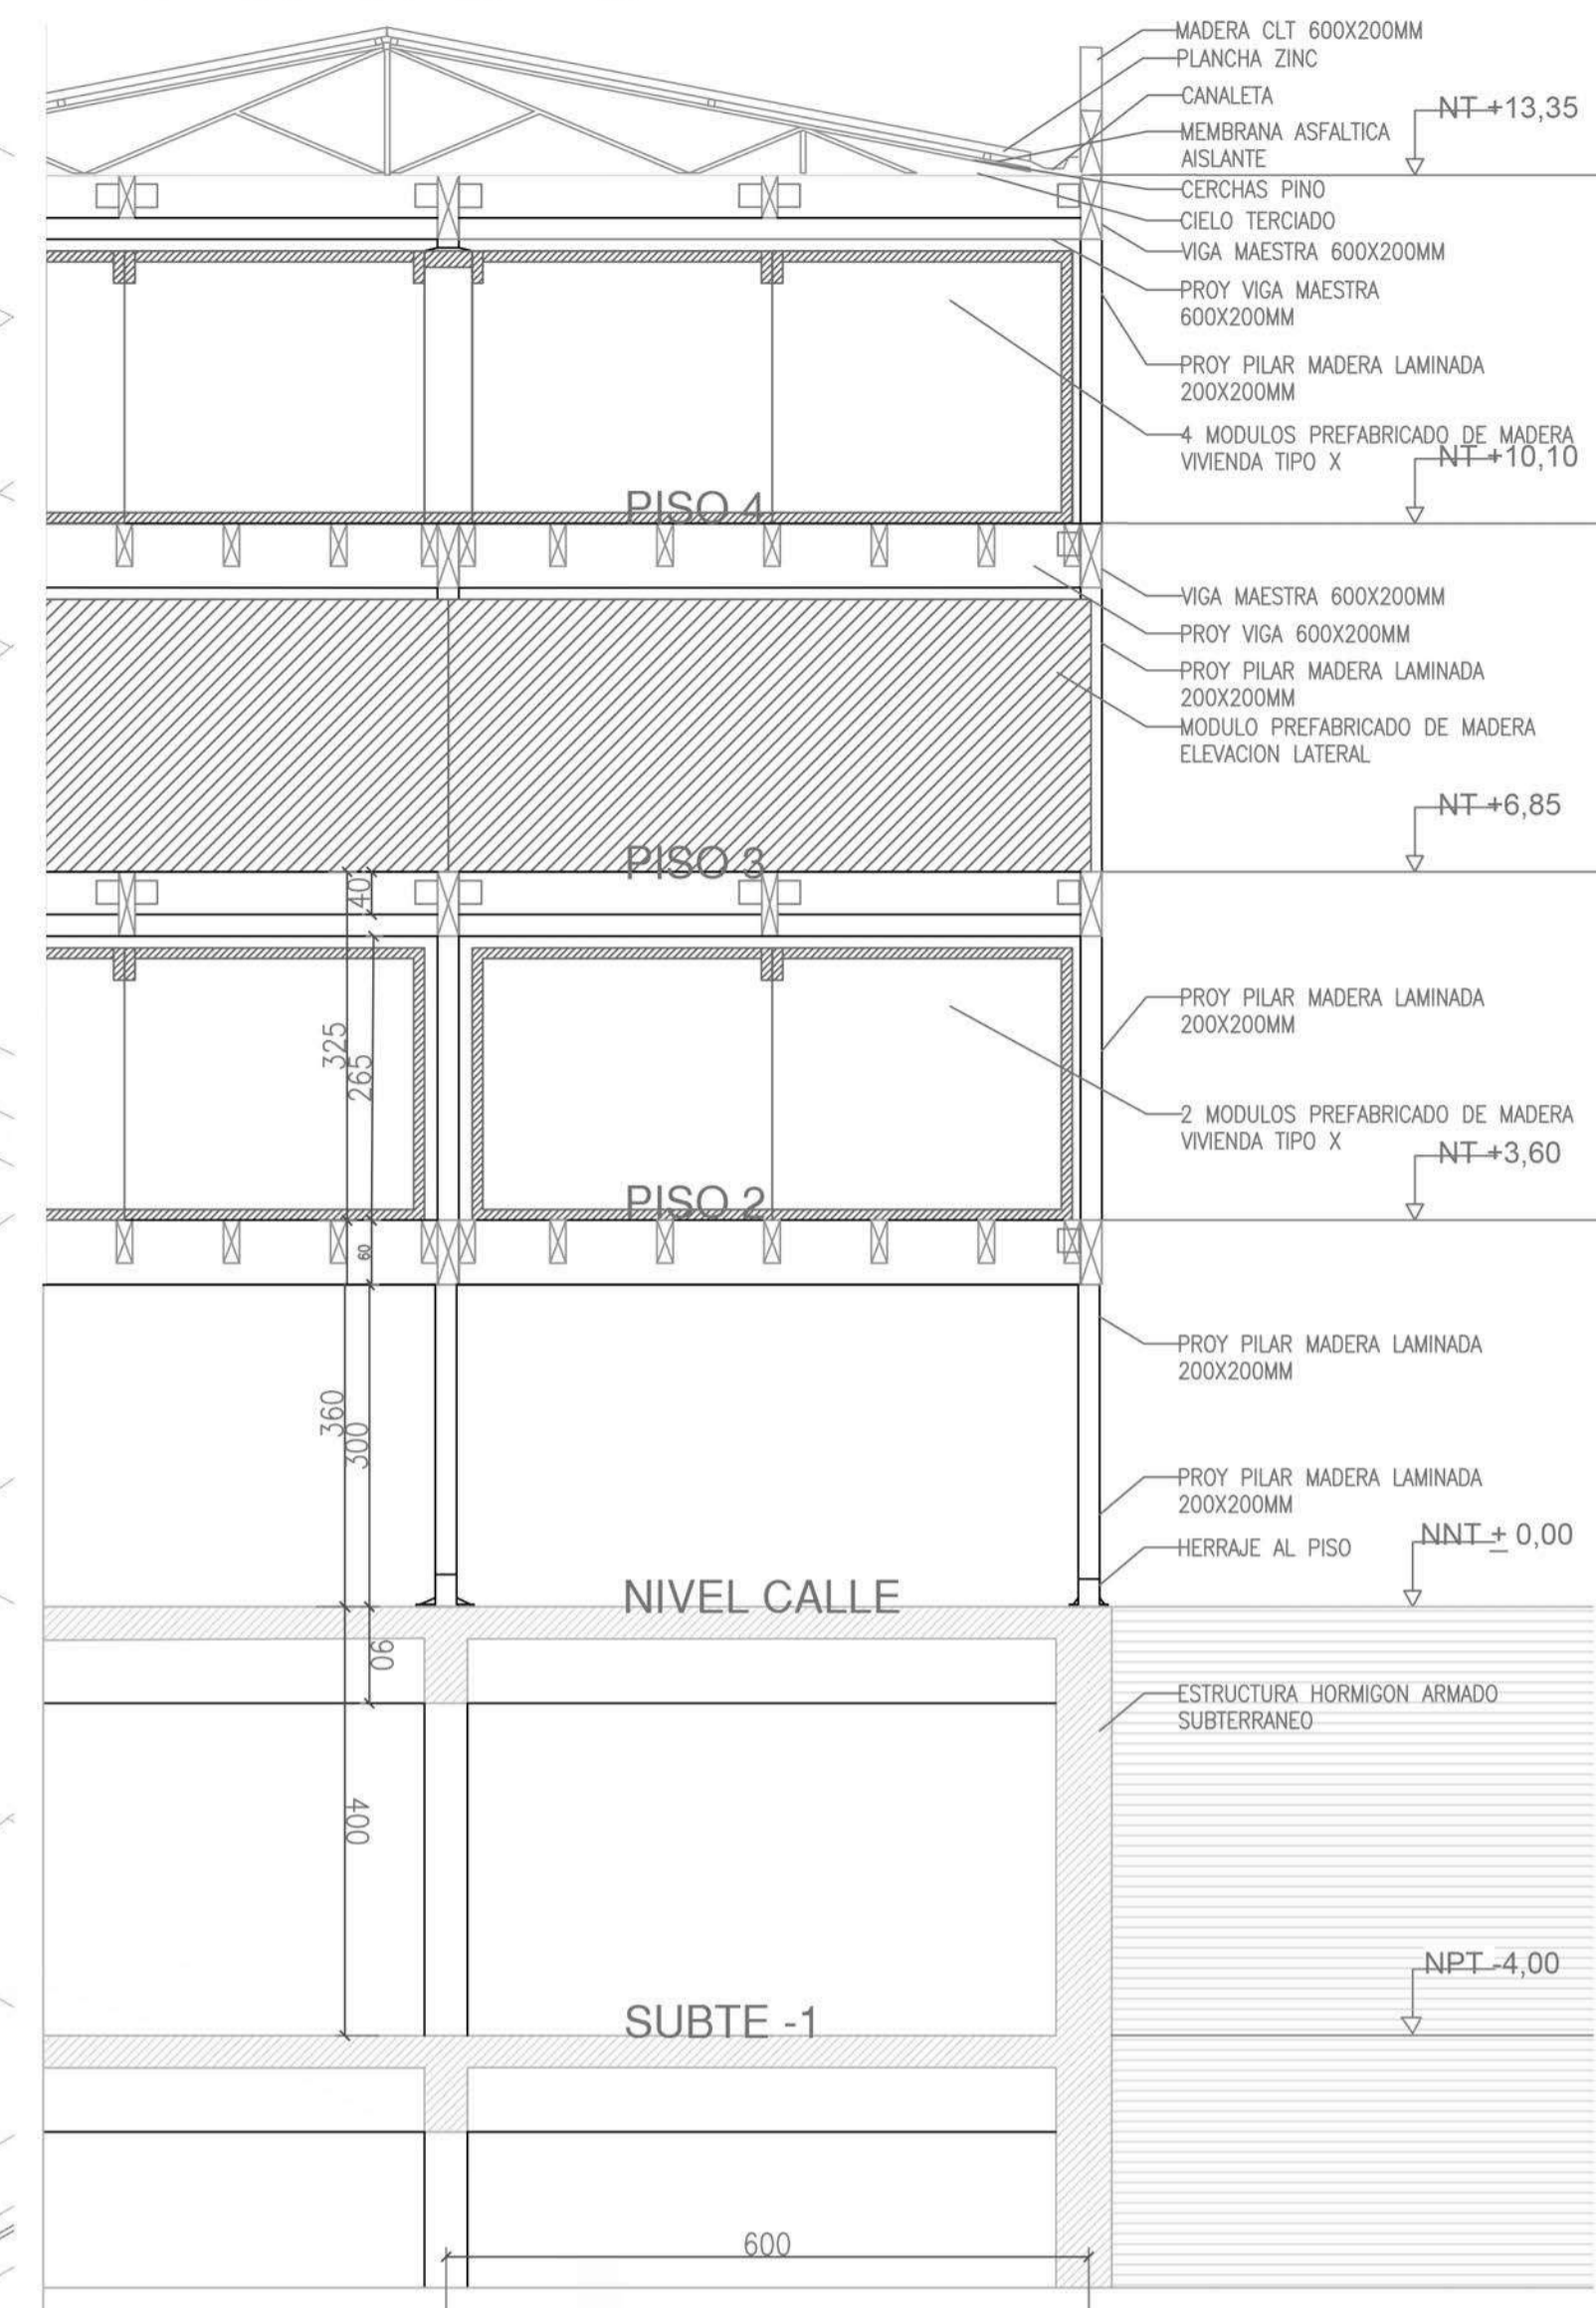 MADERA CLT 600X200MM
PLANCHA ZINC
CANALETA
NT +13,35
MEMBRANA ASFALTICA
AISLANTE
CERCHAS PINO
CIELO TERCIADO
VIGA MAESTRA 600X200MM
PROY VIGA MAESTRA
600X200MM
PROY PILAR MADERA LAMINADA
200X200MM
4 MODULOS PREFABRICADO DE MADERA
VIVIENDA TIPO X
NT +10,10
PISO 4
VIGA MAESTRA 600X200MM
PROY VIGA 600X200MM
PROY PILAR MADERA LAMINADA
200X200MM
MODULO PREFABRICADO DE MADERA
ELEVACION LATERAL
NT +6,85
PISO 3
40
PROY PILAR MADERA LAMINADA
200X200MM
325
265
2 MODULOS PREFABRICADO DE MADERA
VIVIENDA TIPO X
NT +3,60
PISO 2
60
PROY PILAR MADERA LAMINADA
200X200MM
360
300
PROY PILAR MADERA LAMINADA
200X200MM
HERRAJE AL PISO
NNT ± 0,00
NIVEL CALLE
90
ESTRUCTURA HORMIGON ARMADO
SUBTERRANEO
400
NPT -4,00
SUBTE -1
600